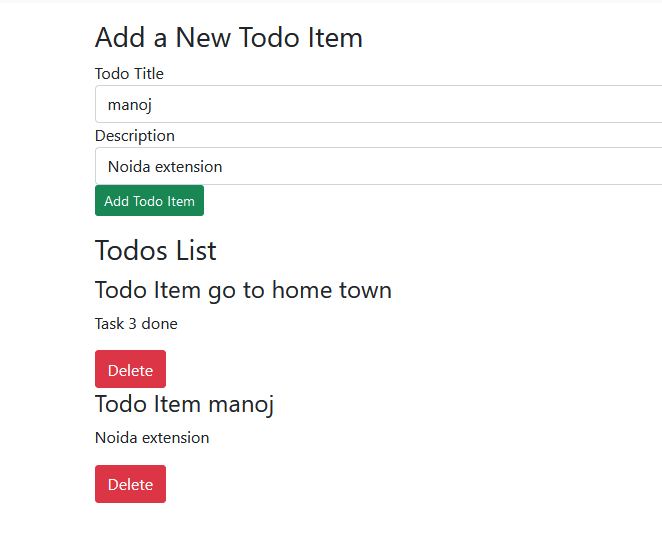 Add a New Todo Item
Todo Title
manoj
Description
Noida extension
Add Todo Item
Todos List
Todo Item go to home town
Task 3 done
Delete
Todo Item manoj
Noida extension
Delete